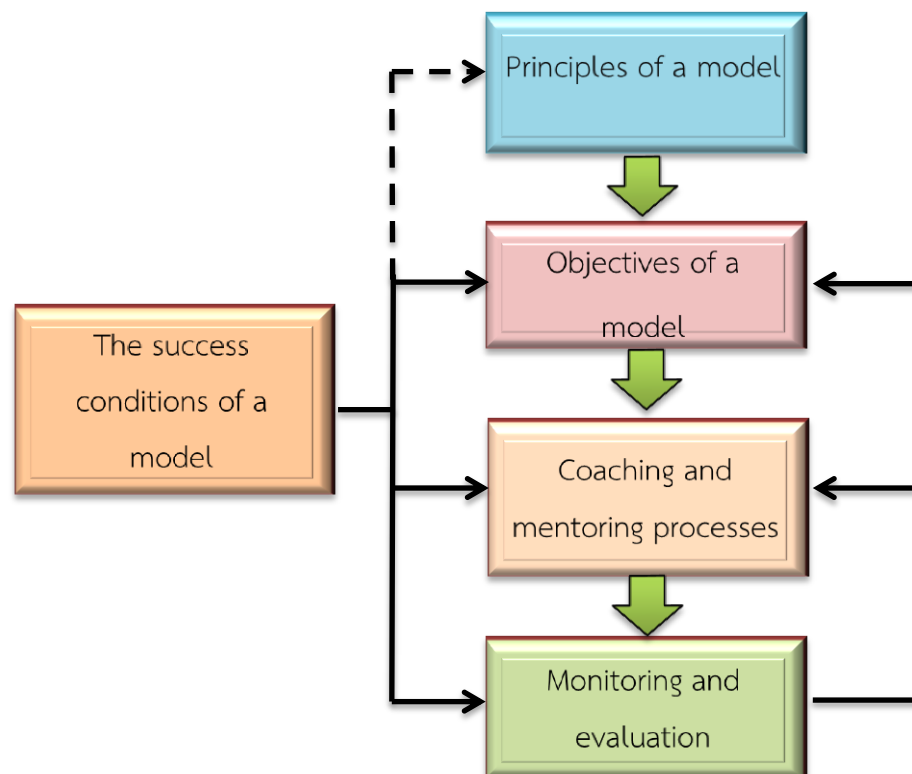 Principles of a model
Objectives of a
model
The success
conditions of a
model
Coaching and
mentoring processes
Monitoring and
evaluation